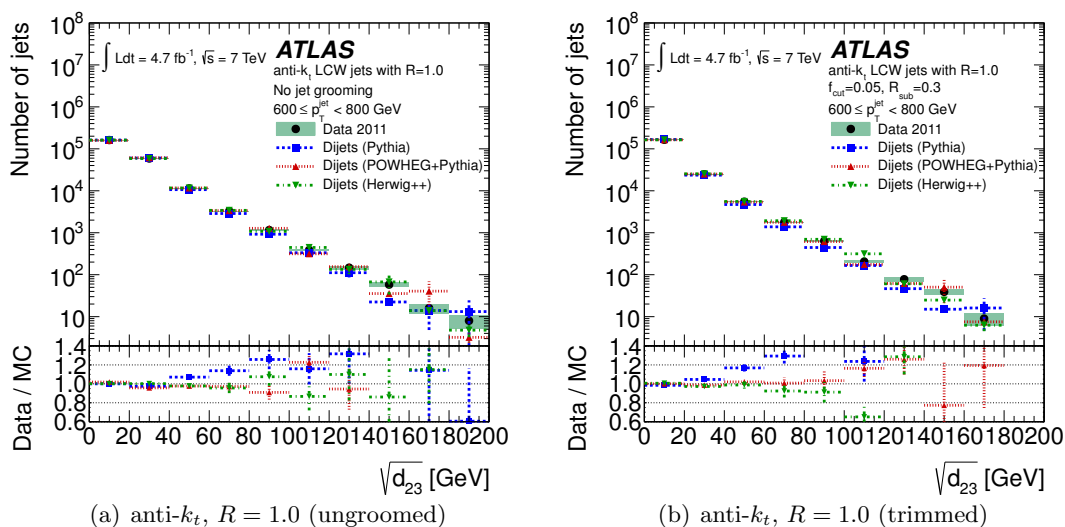 Number of jets
10^8
10^7
10^6
10^5
10^4
10^3
10^2
10
∫ Ldt = 4.7 fb^-1, √s = 7 TeV
ATLAS
anti-k_t LCW jets with R=1.0
No jet grooming
600 ≤ p_T^jet < 800 GeV
Data 2011
Dijets (Pythia)
Dijets (POWHEG+Pythia)
Dijets (Herwig++)
Data / MC
1.4
1.2
1.0
0.8
0.6
0 20 40 60 80 100 120 140 160 180 200
√d_23 [GeV]
(a) anti-k_t, R = 1.0 (ungroomed)
Number of jets
10^8
10^7
10^6
10^5
10^4
10^3
10^2
10
∫ Ldt = 4.7 fb^-1, √s = 7 TeV
ATLAS
anti-k_t LCW jets with R=1.0
f_cut=0.05, R_sub=0.3
600 ≤ p_T^jet < 800 GeV
Data 2011
Dijets (Pythia)
Dijets (POWHEG+Pythia)
Dijets (Herwig++)
Data / MC
1.4
1.2
1.0
0.8
0.6
0 20 40 60 80 100 120 140 160 180 200
√d_23 [GeV]
(b) anti-k_t, R = 1.0 (trimmed)